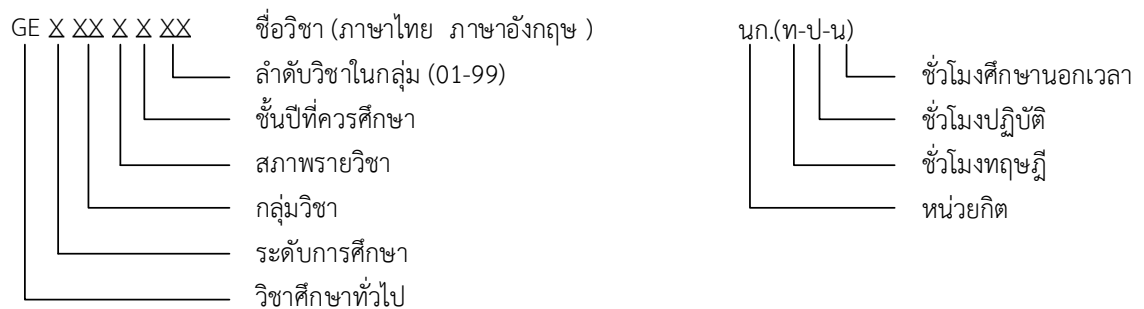 GE X XX X X XX ชื่อวิชา (ภาษาไทย ภาษาอังกฤษ )
ลำดับวิชาในกลุ่ม (01-99)
ชั้นปีที่ควรศึกษา
สภาพรายวิชา
กลุ่มวิชา
ระดับการศึกษา
วิชาศึกษาทั่วไป
นก.(ท-ป-น)
ชั่วโมงศึกษานอกเวลา
ชั่วโมงปฏิบัติ
ชั่วโมงทฤษฎี
หน่วยกิต